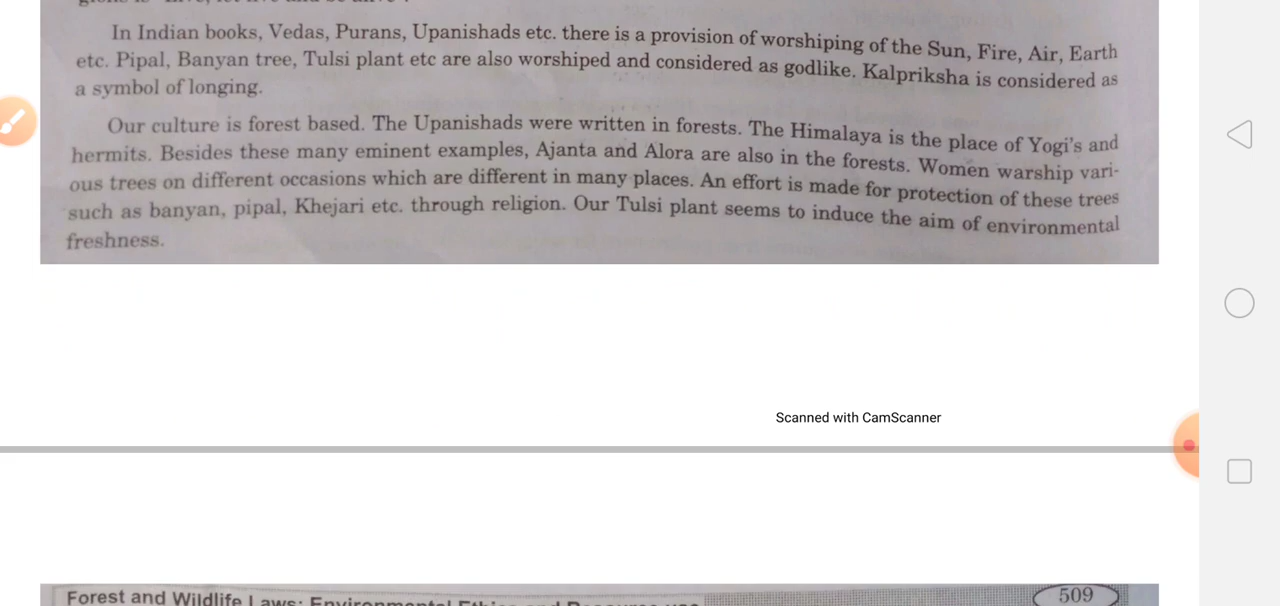 In Indian books, Vedas, Purans, Upanishads etc. there is a provision of worshiping of the Sun, Fire, Air, Earth
etc. Pipal, Banyan tree, Tulsi plant etc are also worshiped and considered as godlike. Kalpriksha is considered as
a symbol of longing.
Our culture is forest based. The Upanishads were written in forests. The Himalaya is the place of Yogi's and
hermits. Besides these many eminent examples, Ajanta and Alora are also in the forests. Women warship vari-
ous trees on different occasions which are different in many places. An effort is made for protection of these trees
such as banyan, pipal, Khejari etc. through religion. Our Tulsi plant seems to induce the aim of environmental
freshness.
Scanned with CamScanner
Forest and Wildlife Laws: Environmental Ethics and Resource use
509